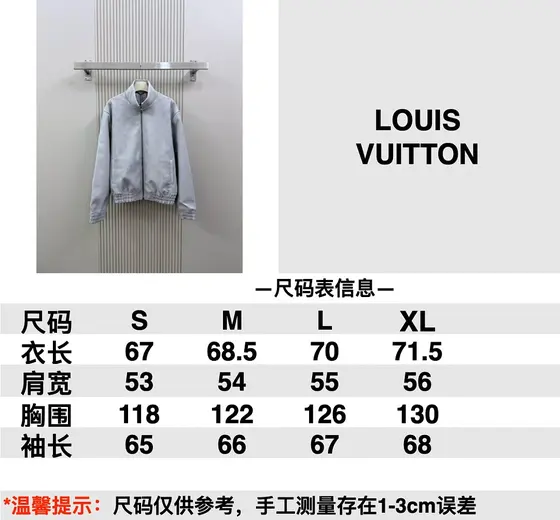 LOUIS
VUITTON
—尺码表信息—
尺码 S M L XL
衣长 67 68.5 70 71.5
肩宽 53 54 55 56
胸围 118 122 126 130
袖长 65 66 67 68
*温馨提示：尺码仅供参考，手工测量存在1-3cm误差